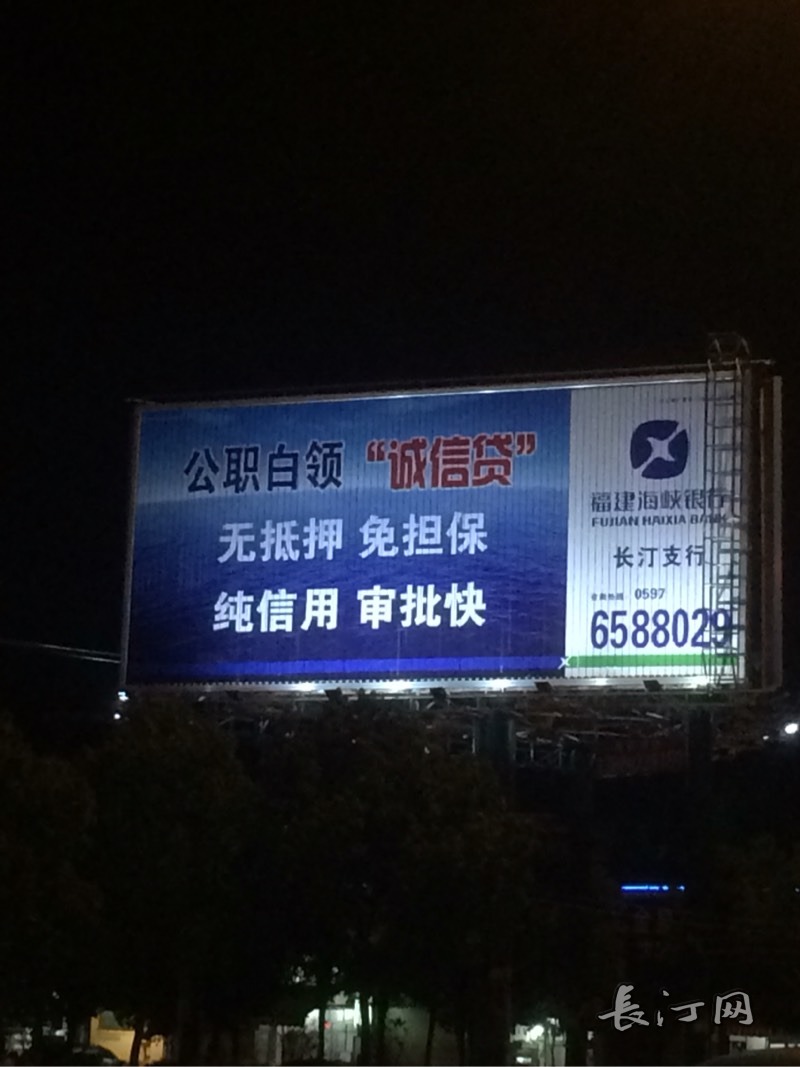 公职白领 “诚信贷”
无抵押 免担保
纯信用 审批快
福建海峡银行
FUJIAN HAIXIA BANK
长汀支行
0597
6588029
長汀网